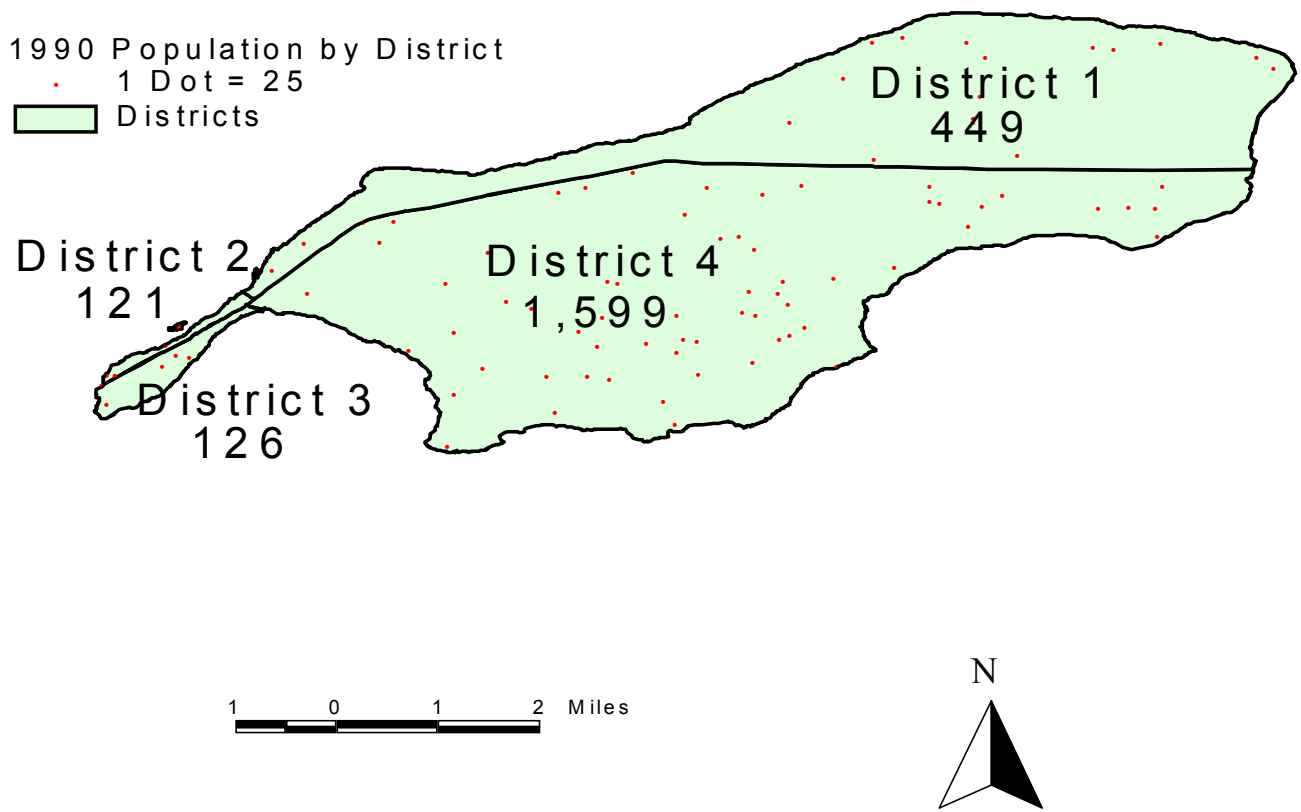 1990 Population by District
1 Dot = 25
Districts
District 1
449
District 2
121
District 4
1,599
District 3
126
1 0 1 2 Miles
N